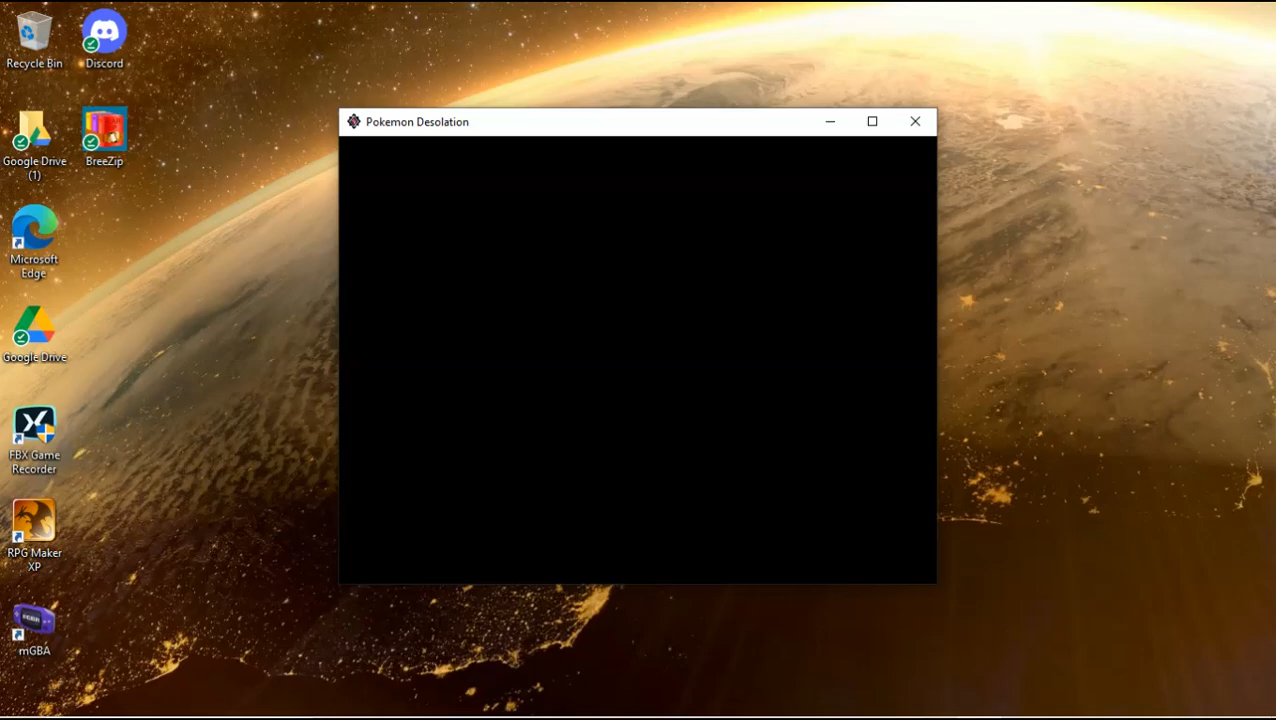 Recycle Bin
Discord
Google Drive
(1)
BreeZip
Microsoft
Edge
Google Drive
FBX Game
Recorder
RPG Maker
XP
mGBA
Pokemon Desolation